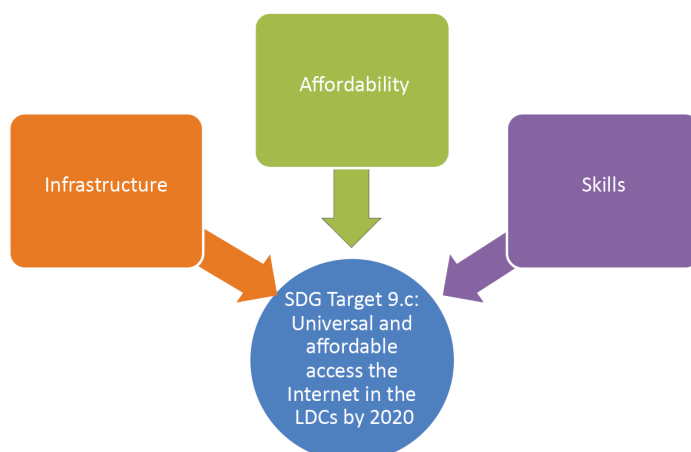 Affordability
Infrastructure
Skills
SDG Target 9.c:
Universal and
affordable
access the
Internet in the
LDCs by 2020